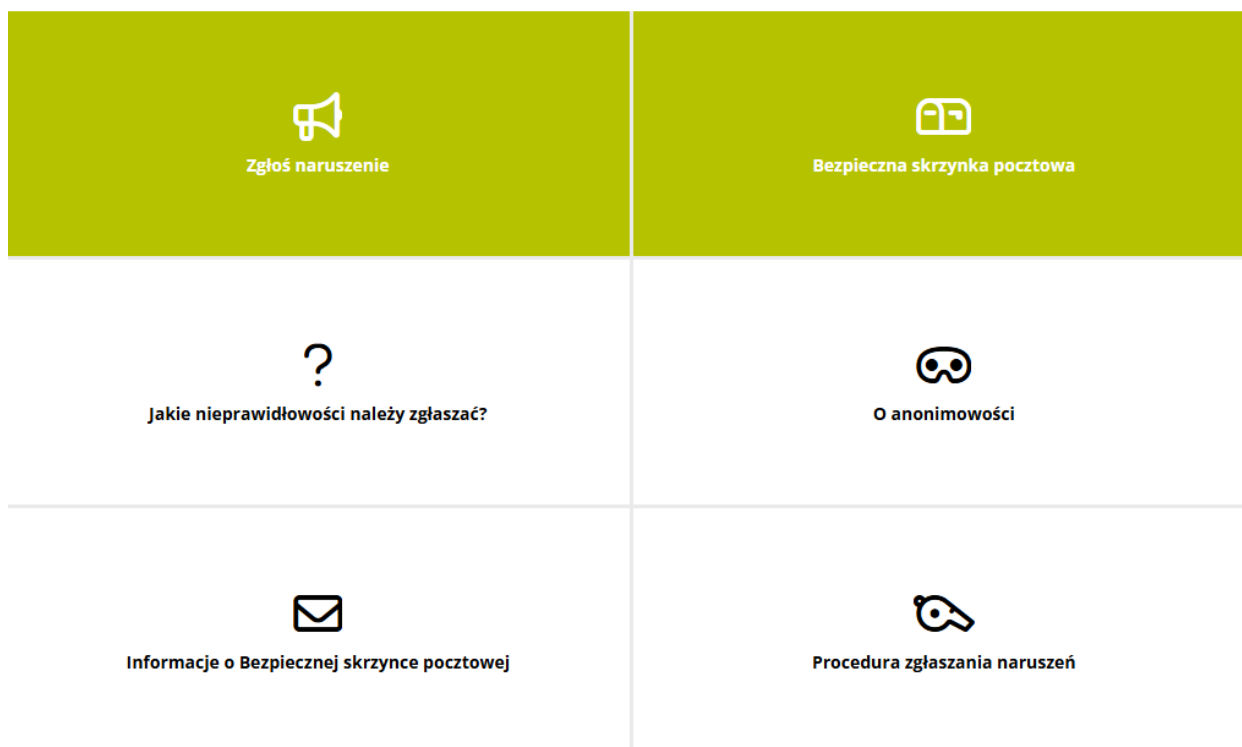 Zgłoś naruszenie
Bezpieczna skrzynka pocztowa
Jakie nieprawidłowości należy zgłaszać?
O anonimowości
Informacje o Bezpiecznej skrzynce pocztowej
Procedura zgłaszania naruszeń